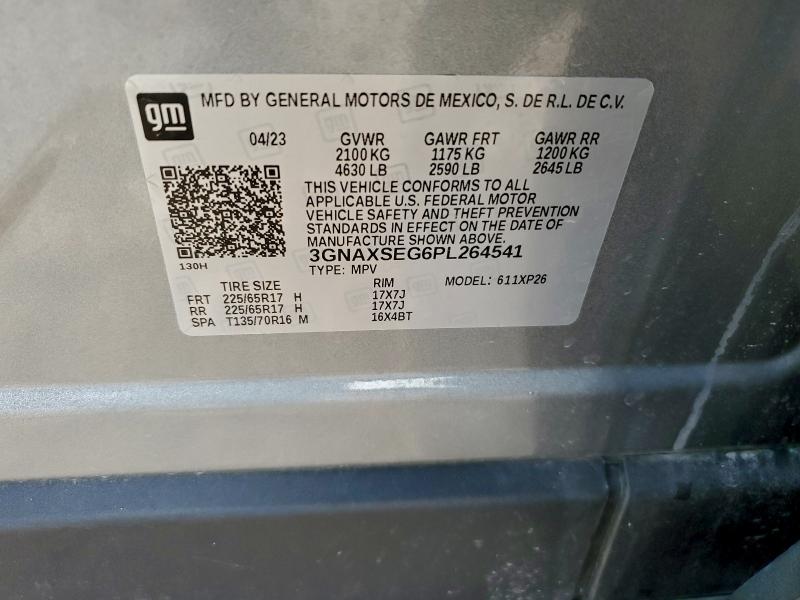 gm MFD BY GENERAL MOTORS DE MEXICO, S. DE R.L. DE C.V.
04/23 GVWR GAWR FRT GAWR RR
2100 KG 1175 KG 1200 KG
4630 LB 2590 LB 2645 LB
THIS VEHICLE CONFORMS TO ALL
APPLICABLE U.S. FEDERAL MOTOR
VEHICLE SAFETY AND THEFT PREVENTION
STANDARDS IN EFFECT ON THE DATE OF
MANUFACTURE SHOWN ABOVE.
130H 3GNAXSEG6PL264541
TYPE: MPV MODEL: 611XP26
TIRE SIZE RIM
FRT 225/65R17 H 17X7J
RR 225/65R17 H 17X7J
SPA T135/70R16 M 16X4BT